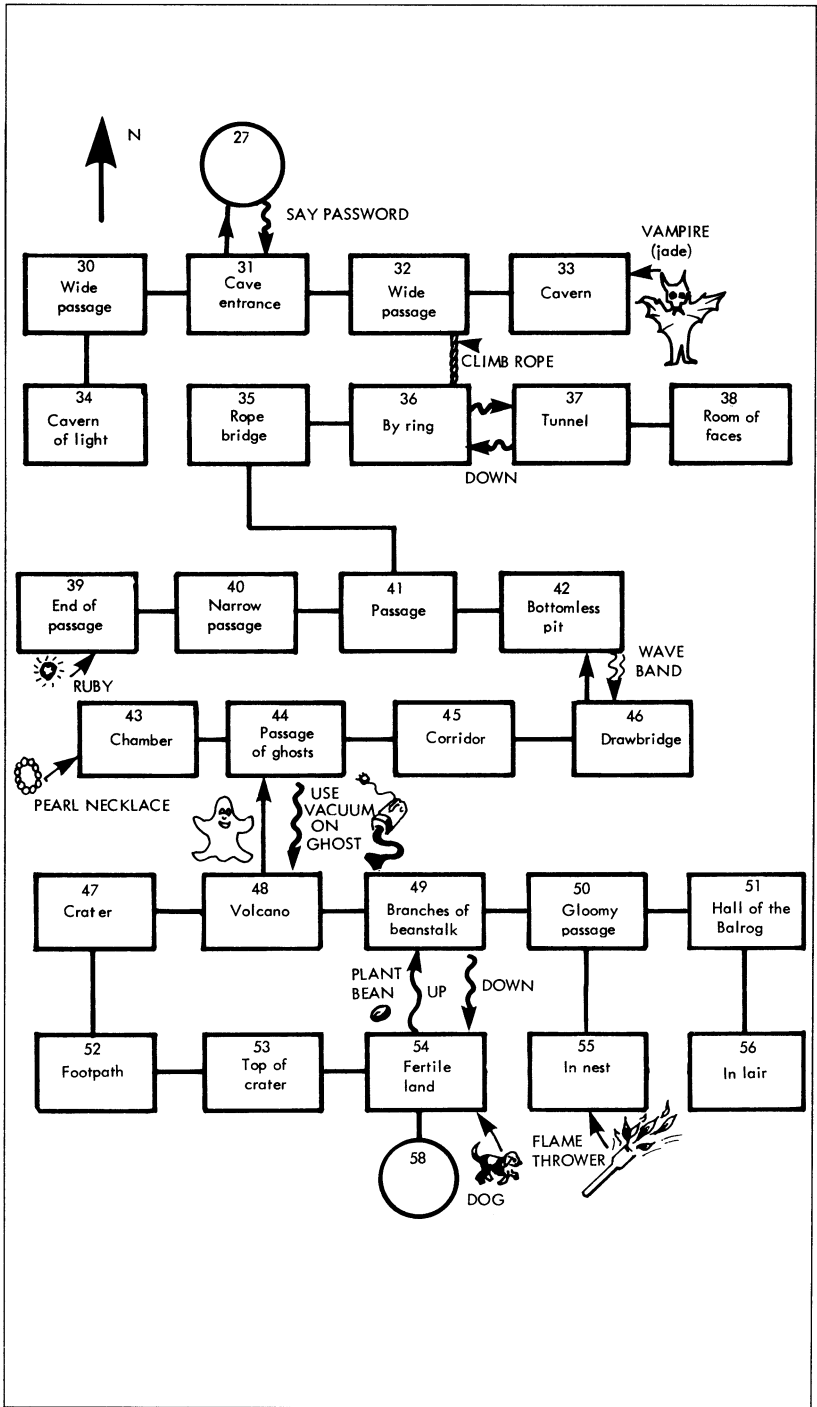 N
27
SAY PASSWORD
VAMPIRE
(jade)
30
Wide
passage
31
Cave
entrance
32
Wide
passage
33
Cavern
CLIMB ROPE
34
Cavern
of light
35
Rope
bridge
36
By ring
37
Tunnel
38
Room of
faces
DOWN
39
End of
passage
40
Narrow
passage
41
Passage
42
Bottomless
pit
RUBY
WAVE
BAND
43
Chamber
44
Passage
of ghosts
45
Corridor
46
Drawbridge
PEARL NECKLACE
USE
VACUUM
ON
GHOST
47
Crater
48
Volcano
49
Branches of
beanstalk
50
Gloomy
passage
51
Hall of the
Balrog
PLANT
BEAN
UP
DOWN
52
Footpath
53
Top of
crater
54
Fertile
land
55
In nest
56
In lair
58
DOG
FLAME
THROWER